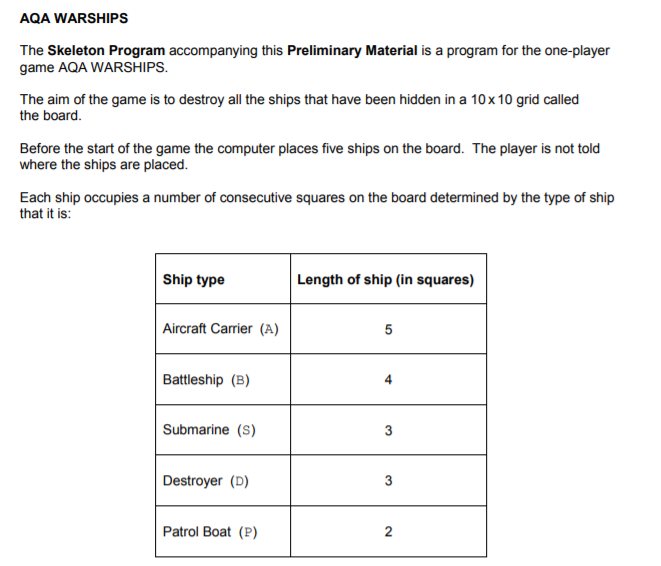 AQA WARSHIPS
The Skeleton Program accompanying this Preliminary Material is a program for the one-player
game AQA WARSHIPS.
The aim of the game is to destroy all the ships that have been hidden in a 10 x 10 grid called
the board.
Before the start of the game the computer places five ships on the board. The player is not told
where the ships are placed.
Each ship occupies a number of consecutive squares on the board determined by the type of ship
that it is:
Ship type Length of ship (in squares)
Aircraft Carrier (A) 5
Battleship (B) 4
Submarine (S) 3
Destroyer (D) 3
Patrol Boat (P) 2